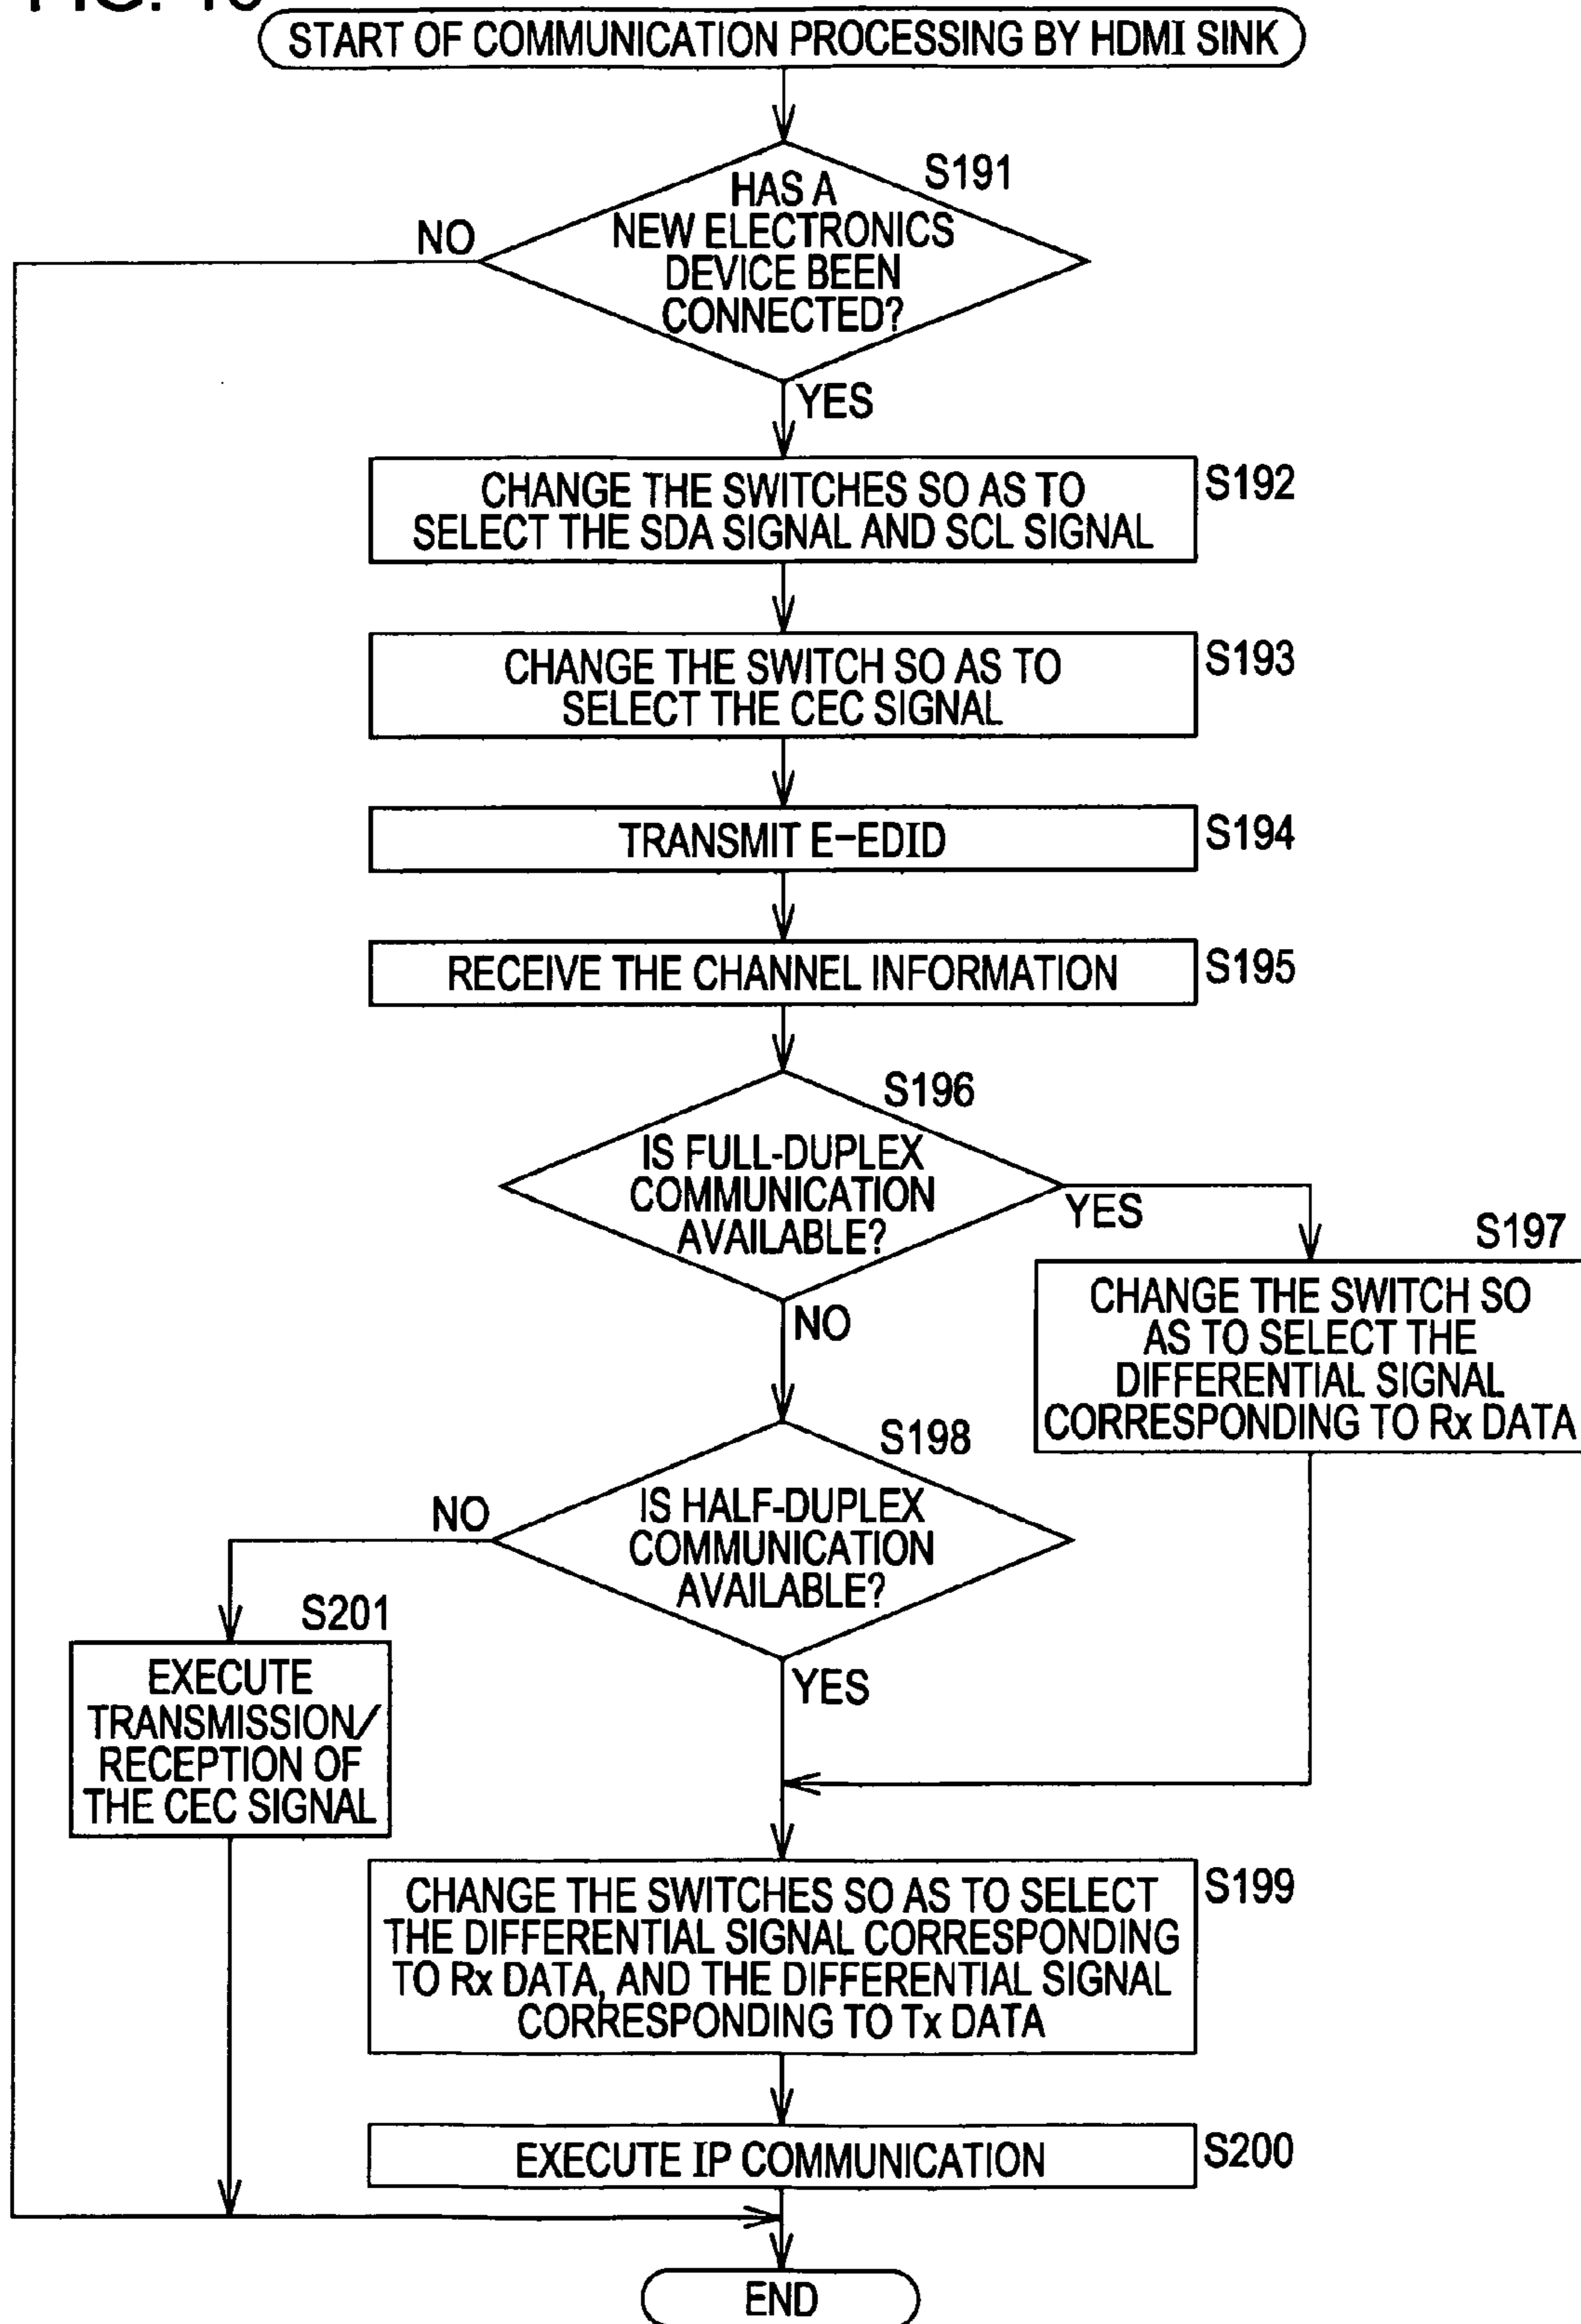 START OF COMMUNICATION PROCESSING BY HDMI SINK
S191
HAS A
NEW ELECTRONICS
DEVICE BEEN
CONNECTED?
NO
YES
CHANGE THE SWITCHES SO AS TO
SELECT THE SDA SIGNAL AND SCL SIGNAL
S192
CHANGE THE SWITCH SO AS TO
SELECT THE CEC SIGNAL
S193
TRANSMIT E-EDID
S194
RECEIVE THE CHANNEL INFORMATION
S195
S196
IS FULL-DUPLEX
COMMUNICATION
AVAILABLE?
YES
NO
S197
CHANGE THE SWITCH SO
AS TO SELECT THE
DIFFERENTIAL SIGNAL
CORRESPONDING TO Rx DATA
S198
IS HALF-DUPLEX
COMMUNICATION
AVAILABLE?
NO
YES
S201
EXECUTE
TRANSMISSION/
RECEPTION OF
THE CEC SIGNAL
CHANGE THE SWITCHES SO AS TO SELECT
THE DIFFERENTIAL SIGNAL CORRESPONDING
TO Rx DATA, AND THE DIFFERENTIAL SIGNAL
CORRESPONDING TO Tx DATA
S199
EXECUTE IP COMMUNICATION
S200
END